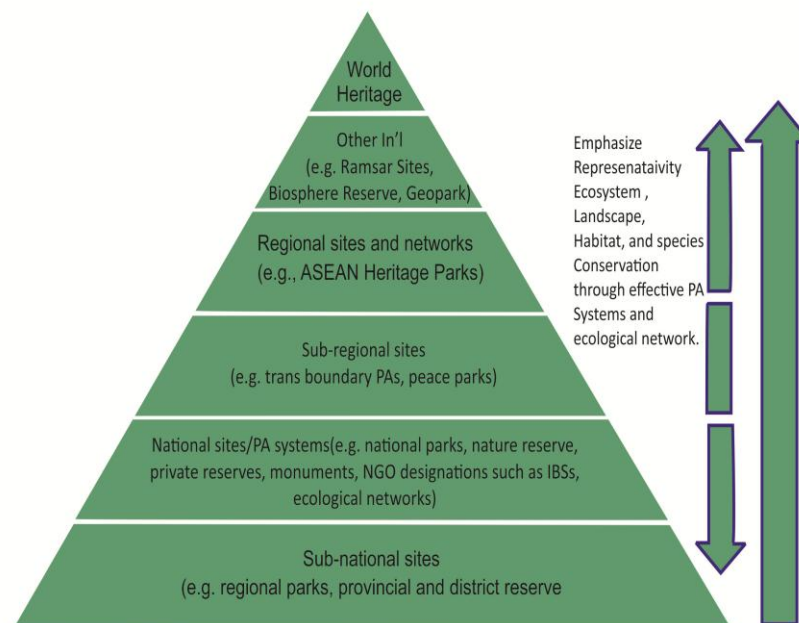 World
Heritage
Other In'l
(e.g. Ramsar Sites,
Biosphere Reserve, Geopark)
Regional sites and networks
(e.g., ASEAN Heritage Parks)
Sub-regional sites
(e.g. trans boundary PAs, peace parks)
National sites/PA systems(e.g. national parks, nature reserve,
private reserves, monuments, NGO designations such as IBSs,
ecological networks)
Sub-national sites
(e.g. regional parks, provincial and district reserve
Emphasize
Represenataivity
Ecosystem ,
Landscape,
Habitat, and species
Conservation
through effective PA
Systems and
ecological network.